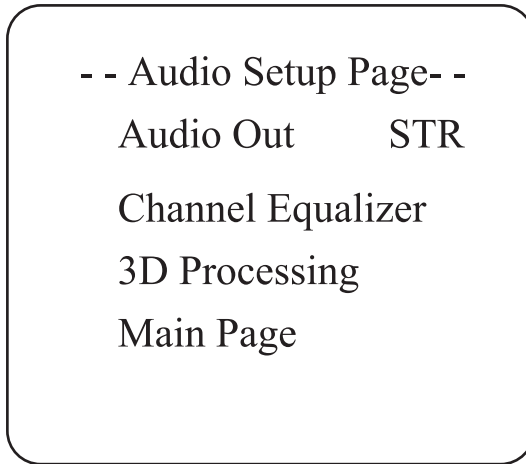 - - Audio Setup Page- -
Audio Out STR
Channel Equalizer
3D Processing
Main Page